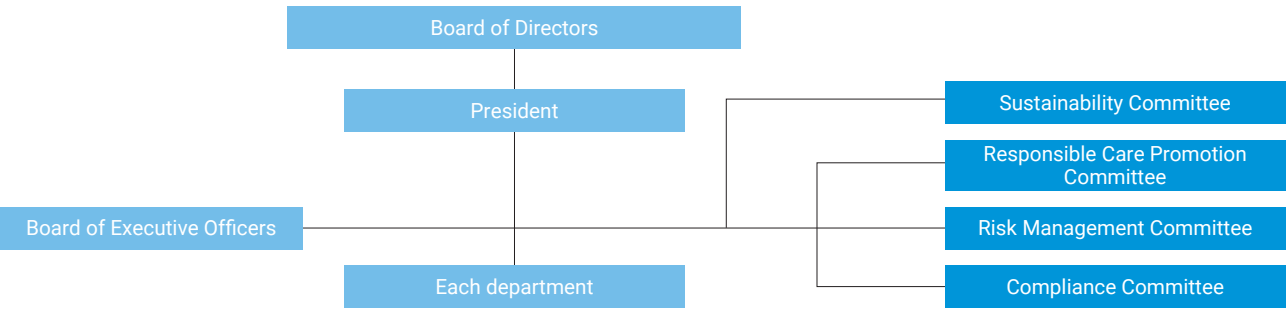 Board of Directors
President
Sustainability Committee
Responsible Care Promotion
Committee
Board of Executive Officers
Risk Management Committee
Each department
Compliance Committee